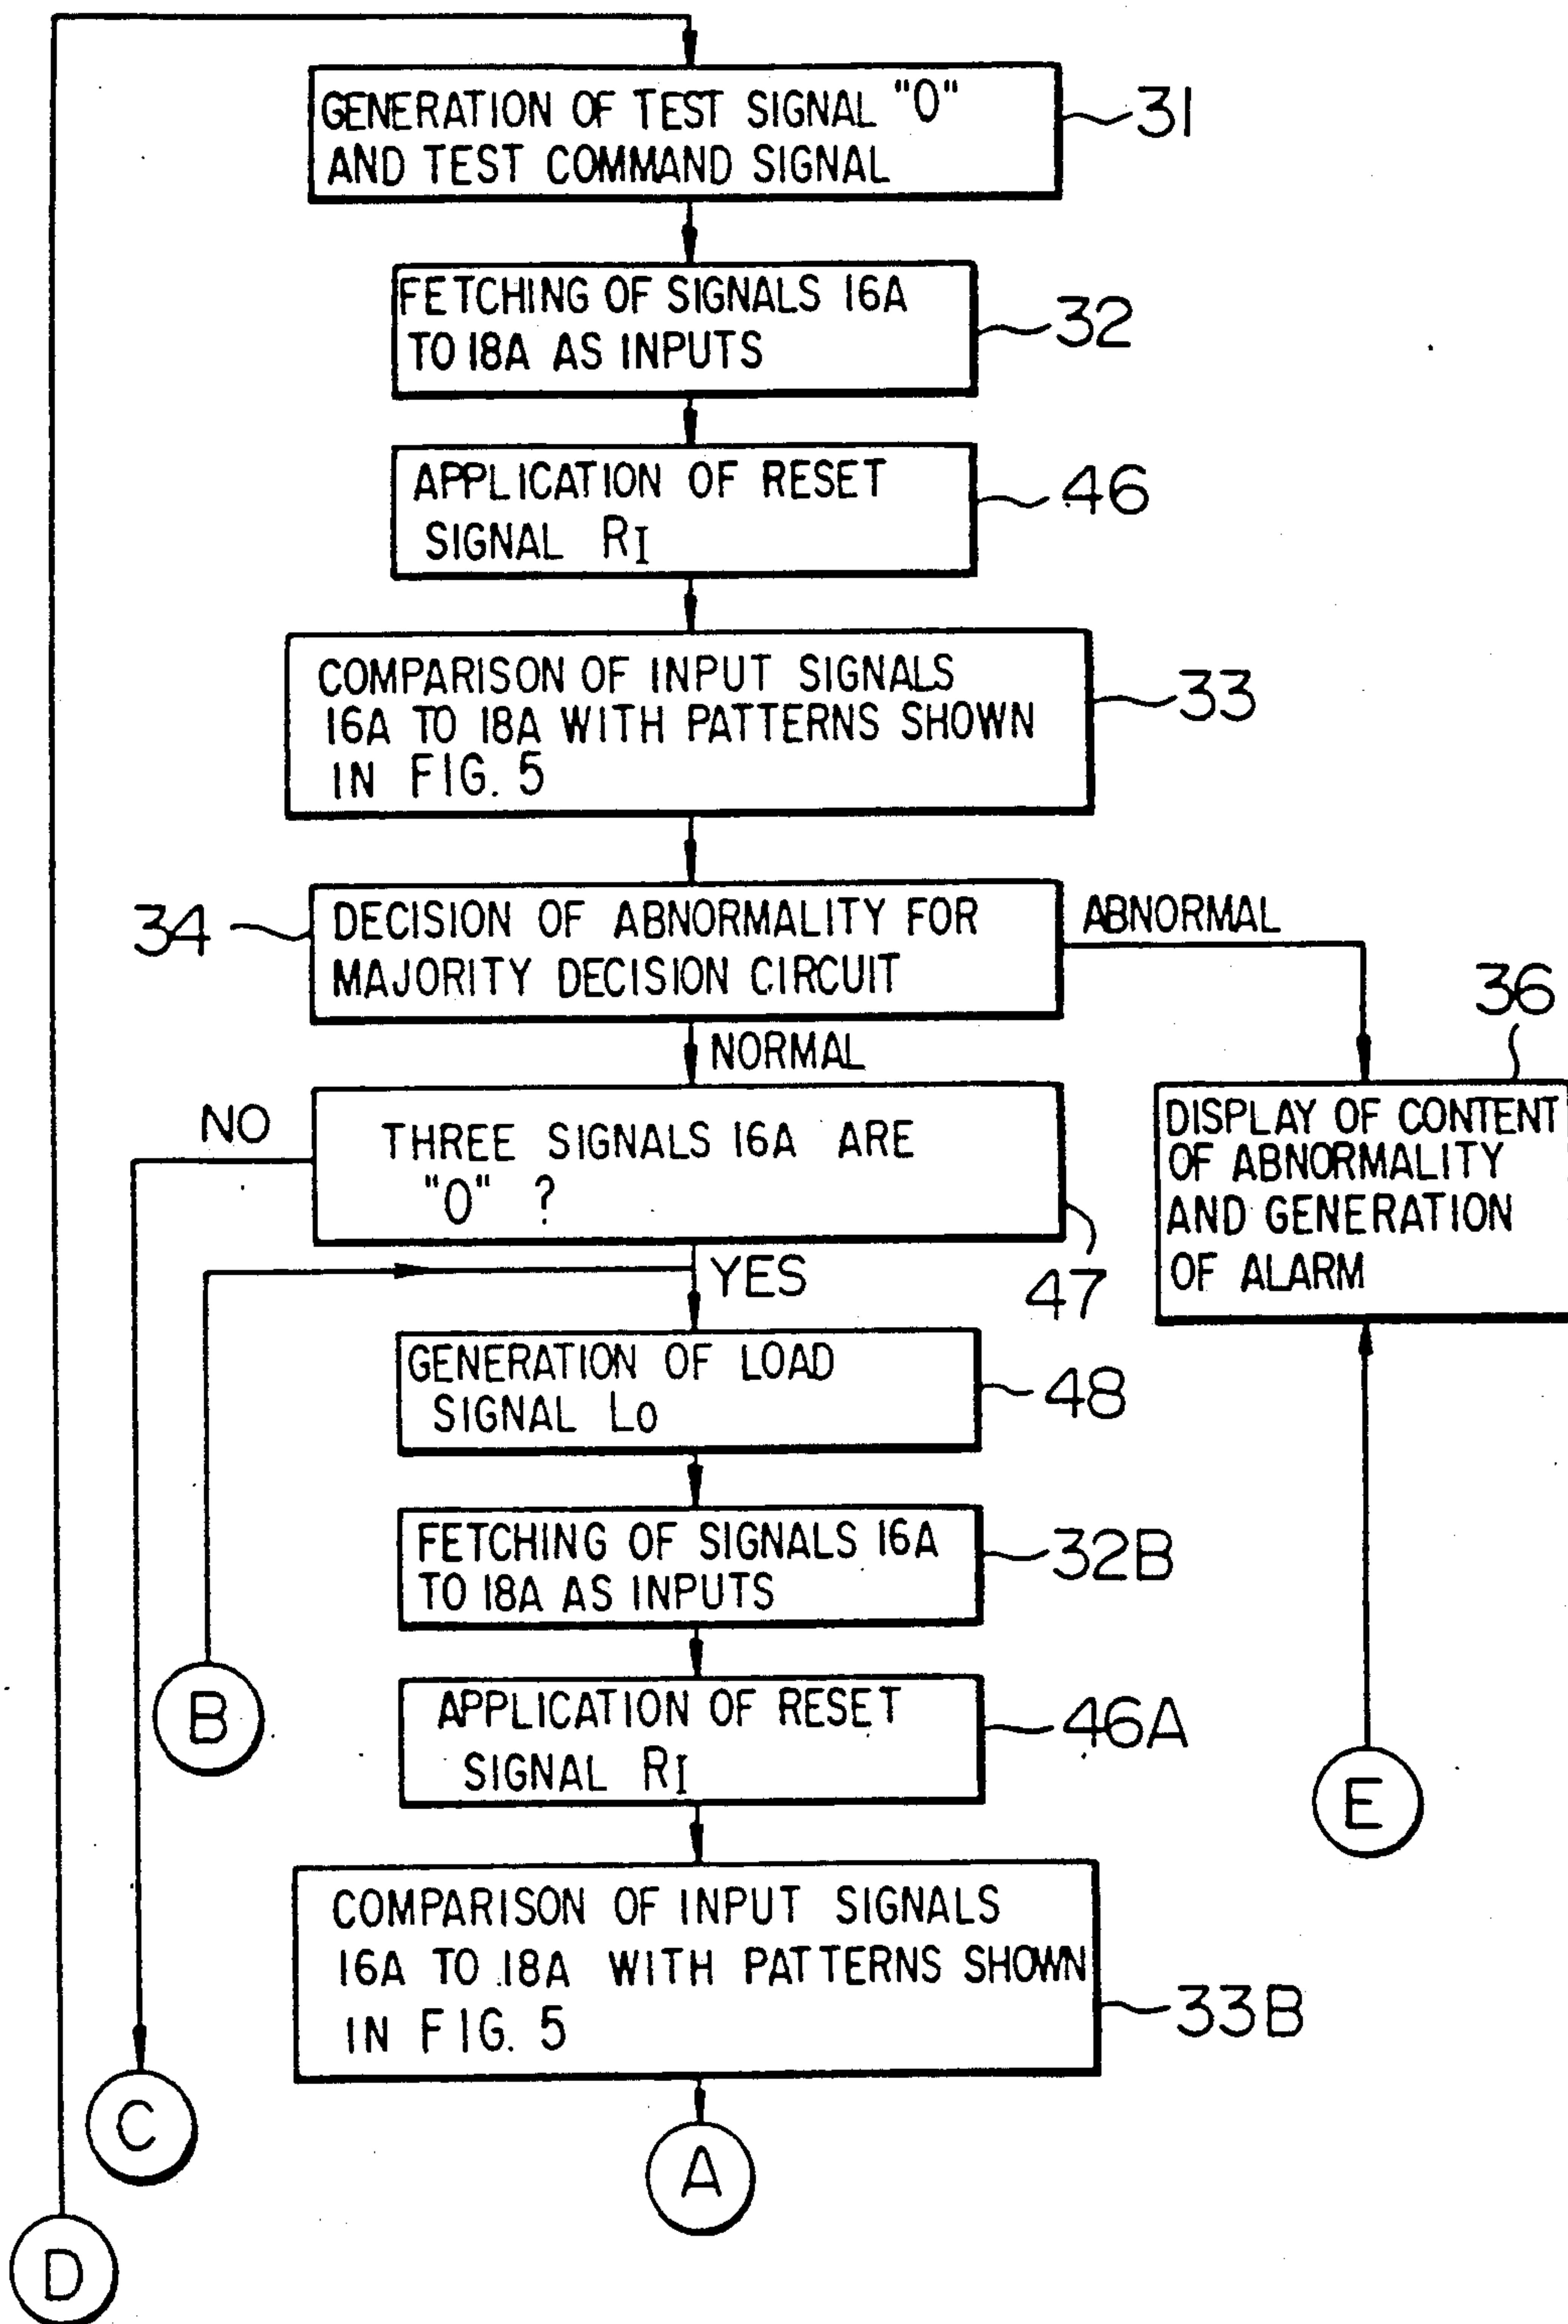 GENERATION OF TEST SIGNAL "0"
AND TEST COMMAND SIGNAL
31
FETCHING OF SIGNALS 16A
TO 18A AS INPUTS
32
APPLICATION OF RESET
SIGNAL RI
46
COMPARISON OF INPUT SIGNALS
16A TO 18A WITH PATTERNS SHOWN
IN FIG. 5
33
34
DECISION OF ABNORMALITY FOR
MAJORITY DECISION CIRCUIT
ABNORMAL
NORMAL
36
DISPLAY OF CONTENT
OF ABNORMALITY
AND GENERATION
OF ALARM
NO
THREE SIGNALS 16A ARE
"0" ?
47
YES
GENERATION OF LOAD
SIGNAL Lo
48
FETCHING OF SIGNALS 16A
TO 18A AS INPUTS
32B
B
APPLICATION OF RESET
SIGNAL RI
46A
E
COMPARISON OF INPUT SIGNALS
16A TO 18A WITH PATTERNS SHOWN
IN FIG. 5
33B
C
A
D